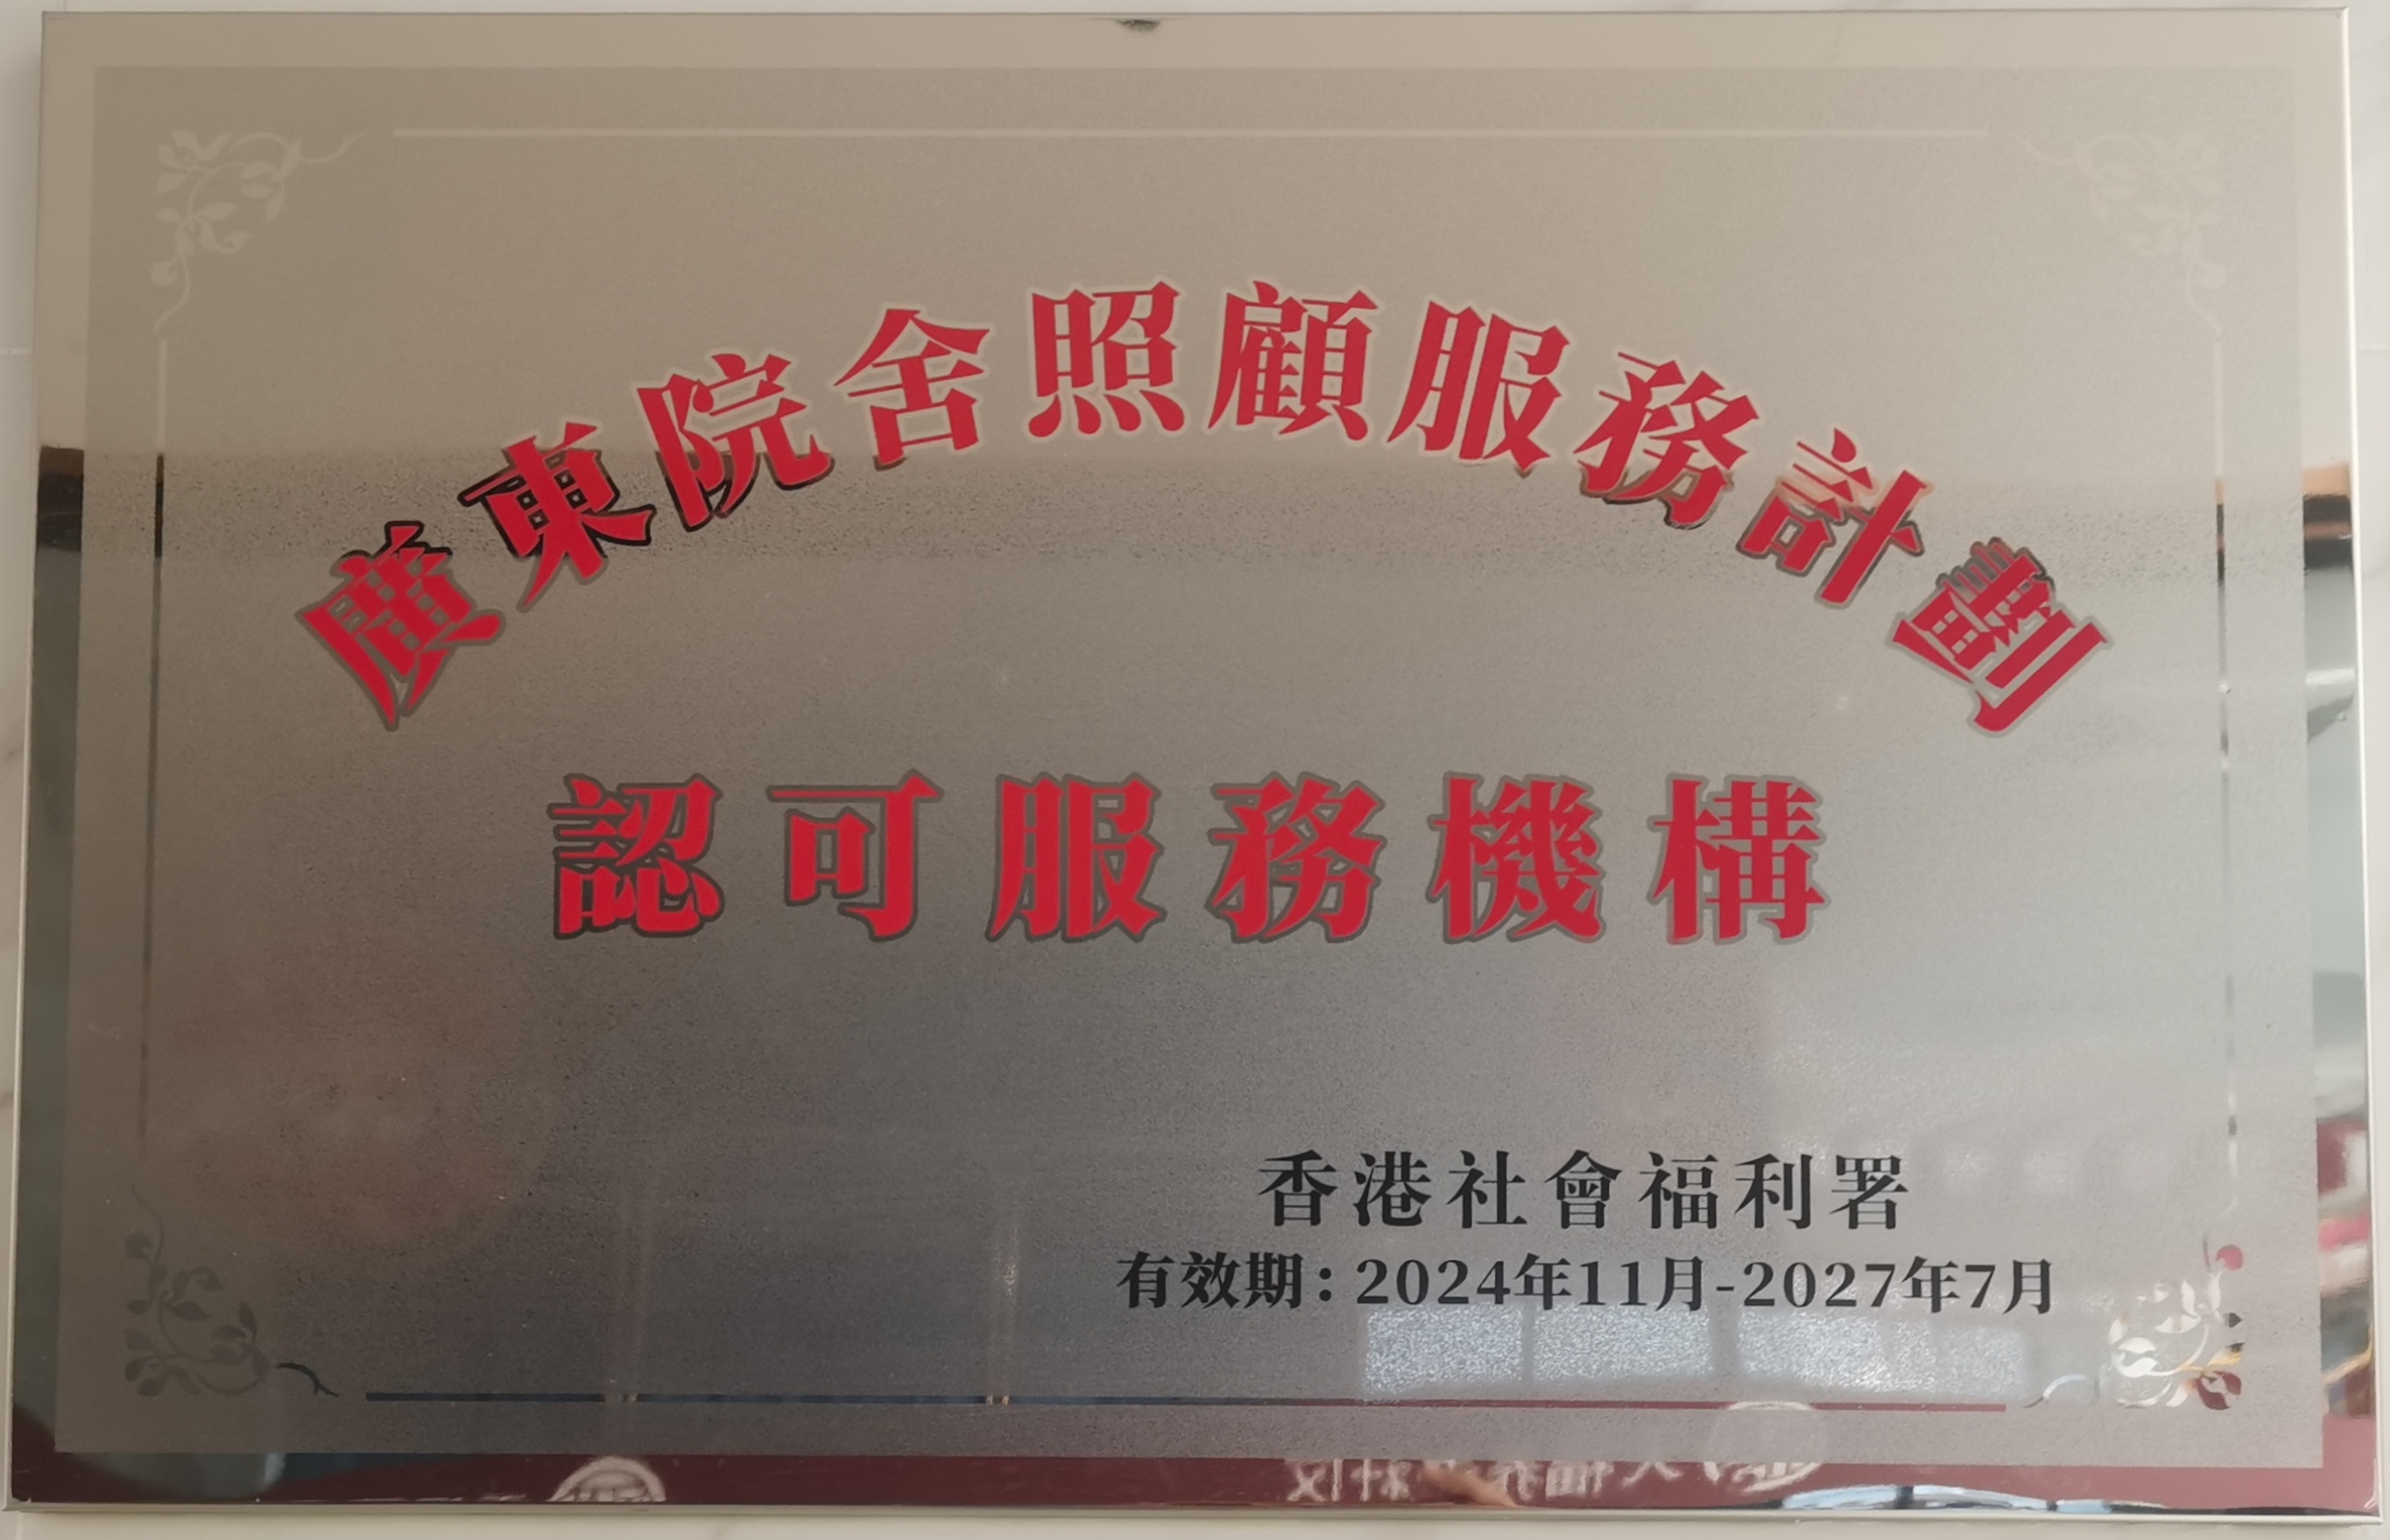 廣東院舍照顧服務計劃
認可服務機構
香港社會福利署
有效期：2024年11月-2027年7月